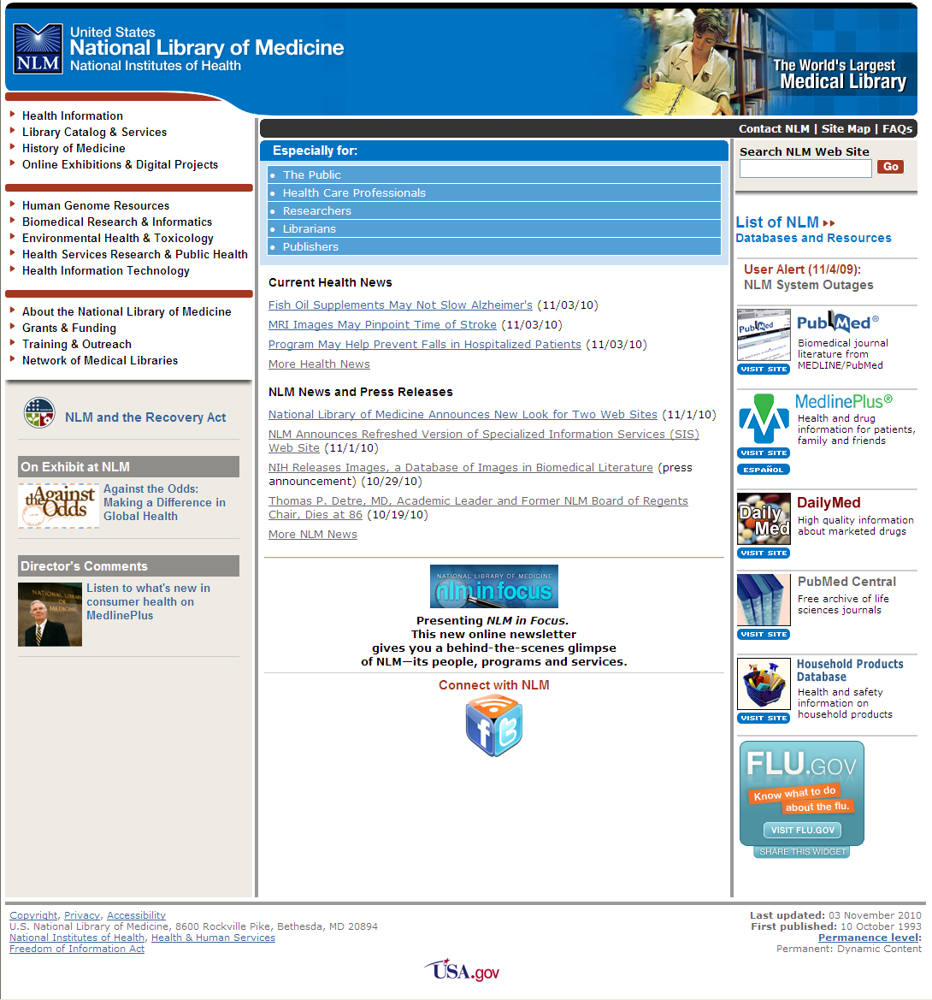 United States
National Library of Medicine
National Institutes of Health
NLM
The World's Largest
Medical Library
Health Information
Library Catalog & Services
History of Medicine
Online Exhibitions & Digital Projects
Human Genome Resources
Biomedical Research & Informatics
Environmental Health & Toxicology
Health Services Research & Public Health
Health Information Technology
About the National Library of Medicine
Grants & Funding
Training & Outreach
Network of Medical Libraries
NLM and the Recovery Act
On Exhibit at NLM
Against the Odds
Against the Odds:
Making a Difference in
Global Health
Director's Comments
NATIONAL LIBRARY
OF MEDICINE
Listen to what's new in
consumer health on
MedlinePlus
Contact NLM | Site Map | FAQs
Especially for:
The Public
Health Care Professionals
Researchers
Librarians
Publishers
Current Health News
Fish Oil Supplements May Not Slow Alzheimer's (11/03/10)
MRI Images May Pinpoint Time of Stroke (11/03/10)
Program May Help Prevent Falls in Hospitalized Patients (11/03/10)
More Health News
NLM News and Press Releases
National Library of Medicine Announces New Look for Two Web Sites (11/1/10)
NLM Announces Refreshed Version of Specialized Information Services (SIS)
Web Site (11/1/10)
NIH Releases Images, a Database of Images in Biomedical Literature (press
announcement) (10/29/10)
Thomas P. Detre, MD, Academic Leader and Former NLM Board of Regents
Chair, Dies at 86 (10/19/10)
More NLM News
NATIONAL LIBRARY OF MEDICINE
nlm in focus
Presenting NLM in Focus.
This new online newsletter
gives you a behind-the-scenes glimpse
of NLM—its people, programs and services.
Connect with NLM
Search NLM Web Site
Go
List of NLM
Databases and Resources
User Alert (11/4/09):
NLM System Outages
PubMed
VISIT SITE
PubMed®
Biomedical journal
literature from
MEDLINE/PubMed
MedlinePlus®
Health and drug
information for patients,
family and friends
VISIT SITE
ESPAÑOL
Daily
Med
VISIT SITE
DailyMed
High quality information
about marketed drugs
PubMed Central
Free archive of life
sciences journals
VISIT SITE
Household Products
Database
Health and safety
information on
household products
VISIT SITE
FLU.GOV
Know what to do
about the flu.
VISIT FLU.GOV
SHARE THIS WIDGET
Copyright, Privacy, Accessibility
U.S. National Library of Medicine, 8600 Rockville Pike, Bethesda, MD 20894
National Institutes of Health, Health & Human Services
Freedom of Information Act
Last updated: 03 November 2010
First published: 10 October 1993
Permanence level:
Permanent: Dynamic Content
USA.gov